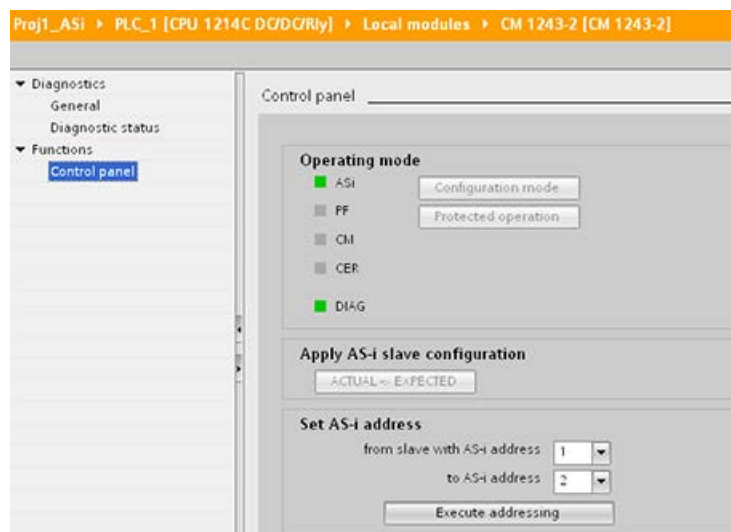 Proj1_ASi ▸ PLC_1 [CPU 1214C DC/DC/Rly] ▸ Local modules ▸ CM 1243-2 [CM 1243-2]
Diagnostics
General
Diagnostic status
Functions
Control panel
Control panel
Operating mode
ASi
Configuration mode
PF
Protected operation
CM
CER
DIAG
Apply AS-i slave configuration
ACTUAL <- EXPECTED
Set AS-i address
from slave with AS-i address 1
to AS-i address 2
Execute addressing